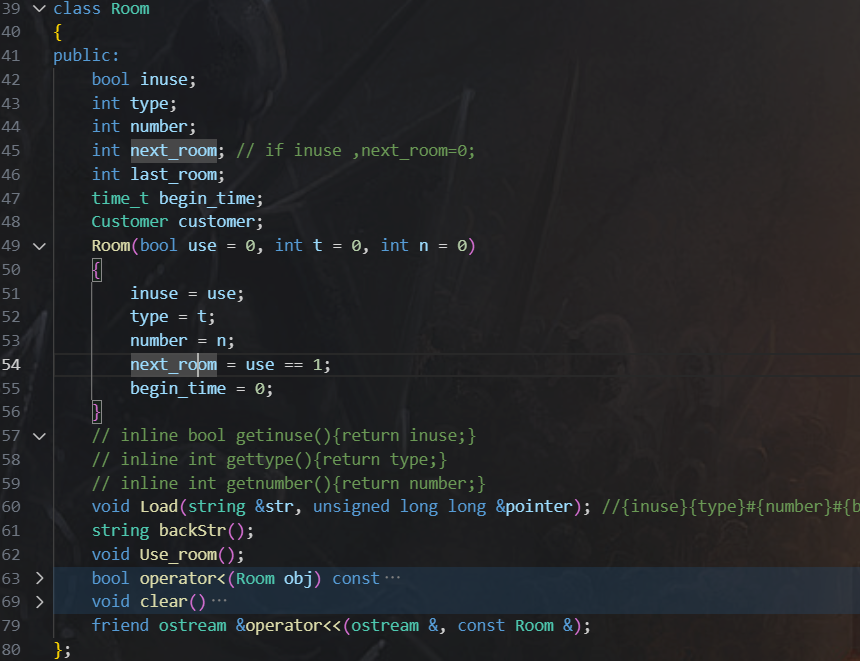 39 class Room
40 {
41 public:
42 bool inuse;
43 int type;
44 int number;
45 int next_room; // if inuse ,next_room=0;
46 int last_room;
47 time_t begin_time;
48 Customer customer;
49 Room(bool use = 0, int t = 0, int n = 0)
50 {
51 inuse = use;
52 type = t;
53 number = n;
54 next_room = use == 1;
55 begin_time = 0;
56 }
57 // inline bool getinuse(){return inuse;}
58 // inline int gettype(){return type;}
59 // inline int getnumber(){return number;}
60 void Load(string &str, unsigned long long &pointer); //{inuse}{type}#{number}#{b
61 string backStr();
62 void Use_room();
63 bool operator<(Room obj) const ···
69 void clear() ···
79 friend ostream &operator<<(ostream &, const Room &);
80 };